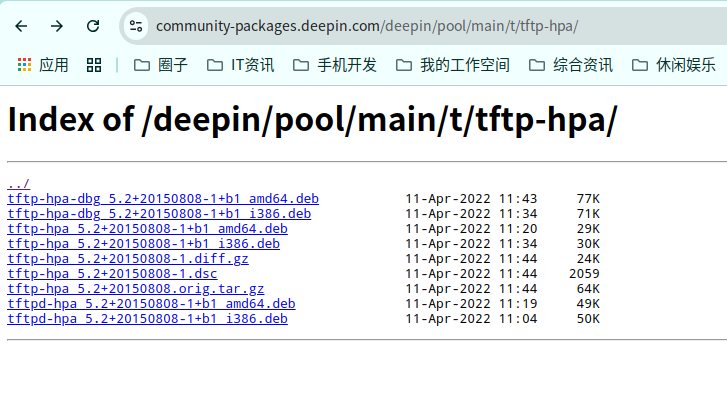 community-packages.deepin.com/deepin/pool/main/t/tftp-hpa/
应用 圈子 IT资讯 手机开发 我的工作空间 综合资讯 休闲娱乐
Index of /deepin/pool/main/t/tftp-hpa/
../
tftp-hpa-dbg_5.2+20150808-1+b1_amd64.deb 11-Apr-2022 11:43 77K
tftp-hpa-dbg_5.2+20150808-1+b1_i386.deb 11-Apr-2022 11:34 71K
tftp-hpa_5.2+20150808-1+b1_amd64.deb 11-Apr-2022 11:20 29K
tftp-hpa_5.2+20150808-1+b1_i386.deb 11-Apr-2022 11:34 30K
tftp-hpa_5.2+20150808-1.diff.gz 11-Apr-2022 11:44 24K
tftp-hpa_5.2+20150808-1.dsc 11-Apr-2022 11:44 2059
tftp-hpa_5.2+20150808.orig.tar.gz 11-Apr-2022 11:44 64K
tftpd-hpa_5.2+20150808-1+b1_amd64.deb 11-Apr-2022 11:19 49K
tftpd-hpa_5.2+20150808-1+b1_i386.deb 11-Apr-2022 11:04 50K